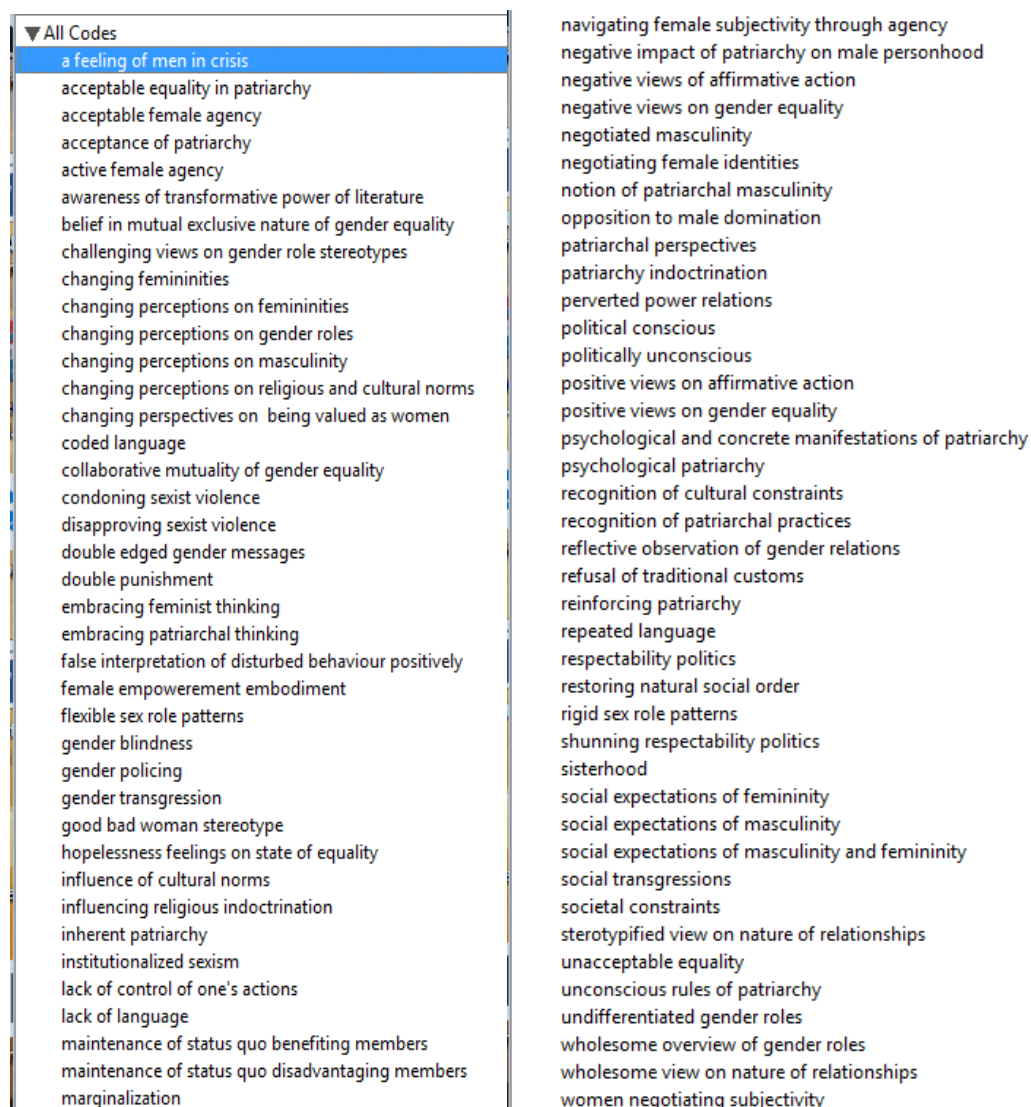 All Codes
a feeling of men in crisis
acceptable equality in patriarchy
acceptable female agency
acceptance of patriarchy
active female agency
awareness of transformative power of literature
belief in mutual exclusive nature of gender equality
challenging views on gender role stereotypes
changing femininities
changing perceptions on femininities
changing perceptions on gender roles
changing perceptions on masculinity
changing perceptions on religious and cultural norms
changing perspectives on  being valued as women
coded language
collaborative mutuality of gender equality
condoning sexist violence
disapproving sexist violence
double edged gender messages
double punishment
embracing feminist thinking
embracing patriarchal thinking
false interpretation of disturbed behaviour positively
female empowerement embodiment
flexible sex role patterns
gender blindness
gender policing
gender transgression
good bad woman stereotype
hopelessness feelings on state of equality
influence of cultural norms
influencing religious indoctrination
inherent patriarchy
institutionalized sexism
lack of control of one's actions
lack of language
maintenance of status quo benefiting members
maintenance of status quo disadvantaging members
marginalization
navigating female subjectivity through agency
negative impact of patriarchy on male personhood
negative views of affirmative action
negative views on gender equality
negotiated masculinity
negotiating female identities
notion of patriarchal masculinity
opposition to male domination
patriarchal perspectives
patriarchy indoctrination
perverted power relations
political conscious
politically unconscious
positive views on affirmative action
positive views on gender equality
psychological and concrete manifestations of patriarchy
psychological patriarchy
recognition of cultural constraints
recognition of patriarchal practices
reflective observation of gender relations
refusal of traditional customs
reinforcing patriarchy
repeated language
respectability politics
restoring natural social order
rigid sex role patterns
shunning respectability politics
sisterhood
social expectations of femininity
social expectations of masculinity
social expectations of masculinity and femininity
social transgressions
societal constraints
sterotypified view on nature of relationships
unacceptable equality
unconscious rules of patriarchy
undifferentiated gender roles
wholesome overview of gender roles
wholesome view on nature of relationships
women negotiating subjectivity